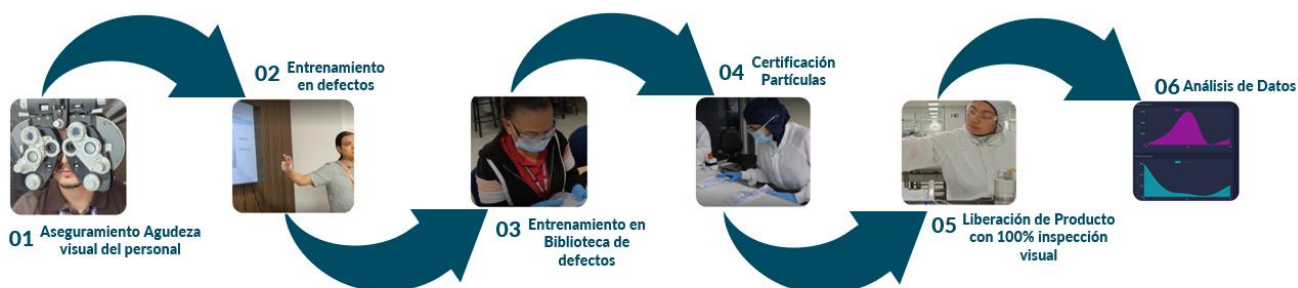 01 Aseguramiento Agudeza
visual del personal
02 Entrenamiento
en defectos
03 Entrenamiento en
Biblioteca de
defectos
04 Certificación
Partículas
05 Liberación de Producto
con 100% inspección
visual
06 Análisis de Datos